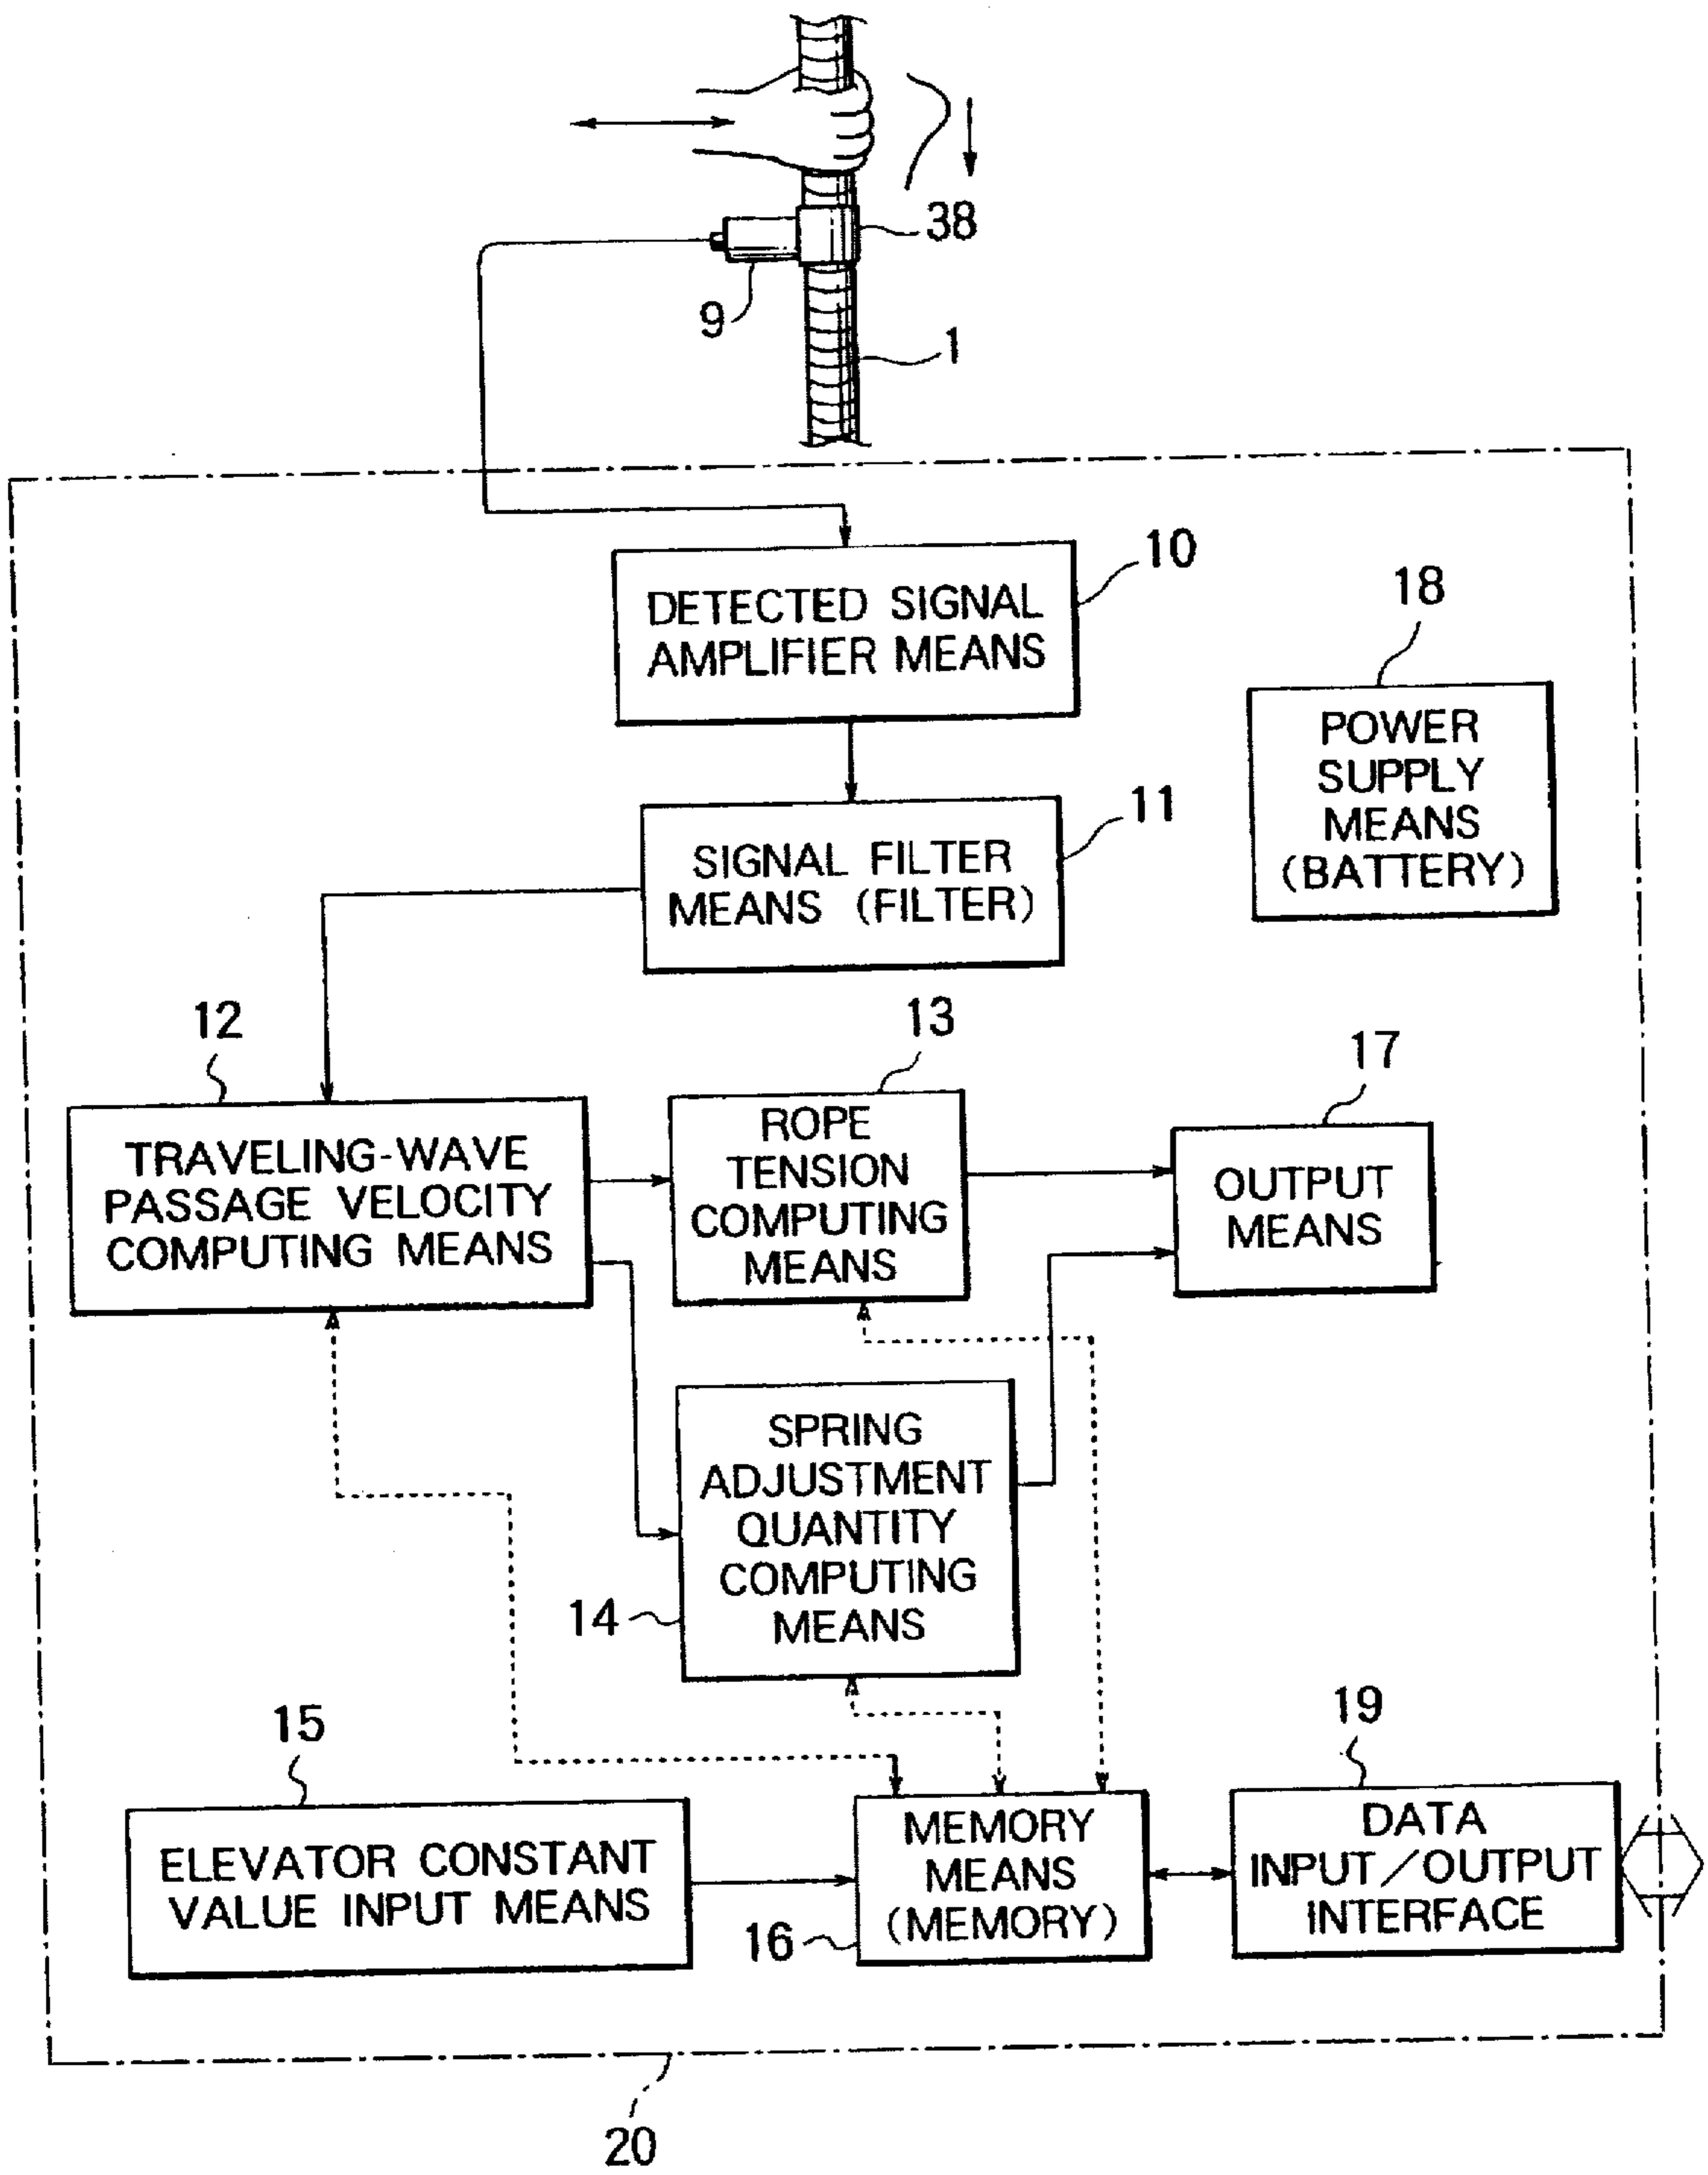 38
9
1
10
DETECTED SIGNAL
AMPLIFIER MEANS
18
POWER
SUPPLY
MEANS
(BATTERY)
11
SIGNAL FILTER
MEANS (FILTER)
12
TRAVELING-WAVE
PASSAGE VELOCITY
COMPUTING MEANS
13
ROPE
TENSION
COMPUTING
MEANS
17
OUTPUT
MEANS
14
SPRING
ADJUSTMENT
QUANTITY
COMPUTING
MEANS
15
ELEVATOR CONSTANT
VALUE INPUT MEANS
16
MEMORY
MEANS
(MEMORY)
19
DATA
INPUT/OUTPUT
INTERFACE
20